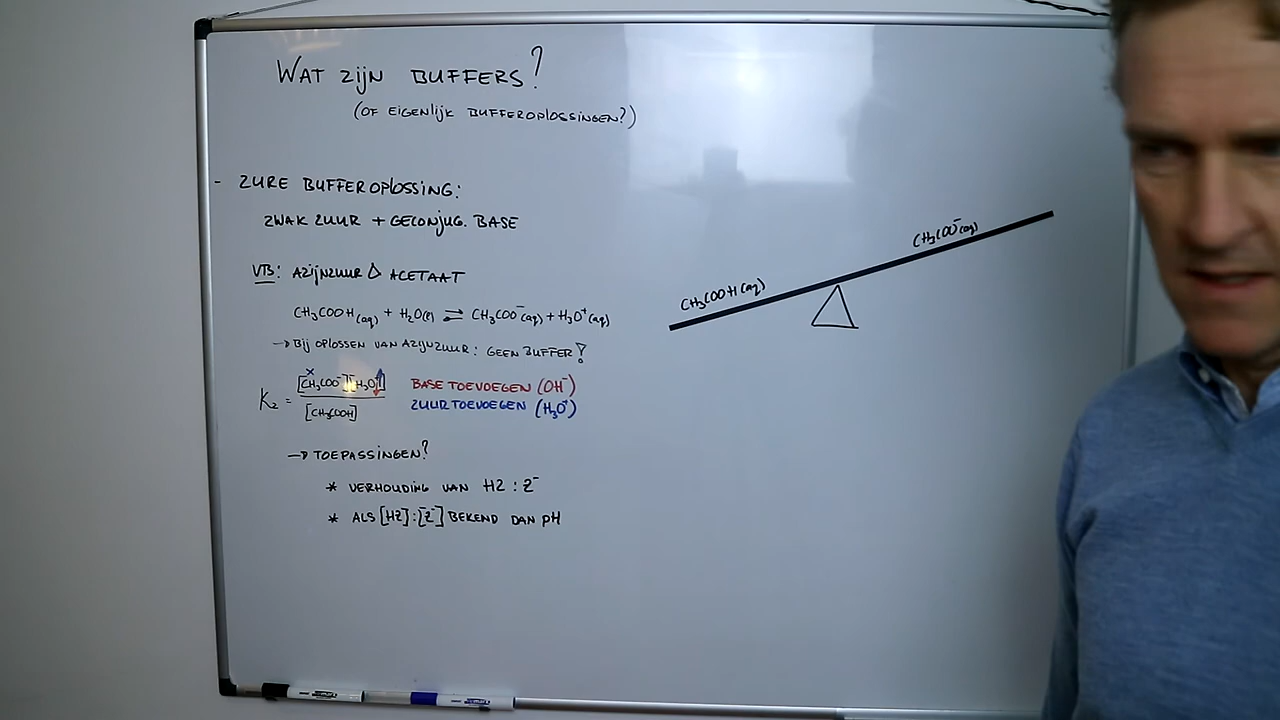 WAT ZIJN BUFFERS?
(OF EIGENLIJK BUFFEROPLOSSINGEN?)
- ZURE BUFFEROPLOSSING:
ZWAK ZUUR + GECONJUG. BASE
VTB: AZIJNZUUR △ ACETAAT
CH₃COOH(aq) + H₂O(l) ⇌ CH₃COO⁻(aq) + H₃O⁺(aq)
→ BIJ OPLOSSEN VAN AZIJNZUUR: GEEN BUFFER!
Kz = [CH₃COO⁻][H₃O⁺] / [CH₃COOH]
BASE TOEVOEGEN (OH⁻)
ZUUR TOEVOEGEN (H₃O⁺)
→ TOEPASSINGEN?
* VERHOUDING VAN HZ : Z⁻
* ALS [HZ]:[Z⁻] BEKEND DAN pH
CH₃COOH(aq)
CH₃COO⁻(aq)